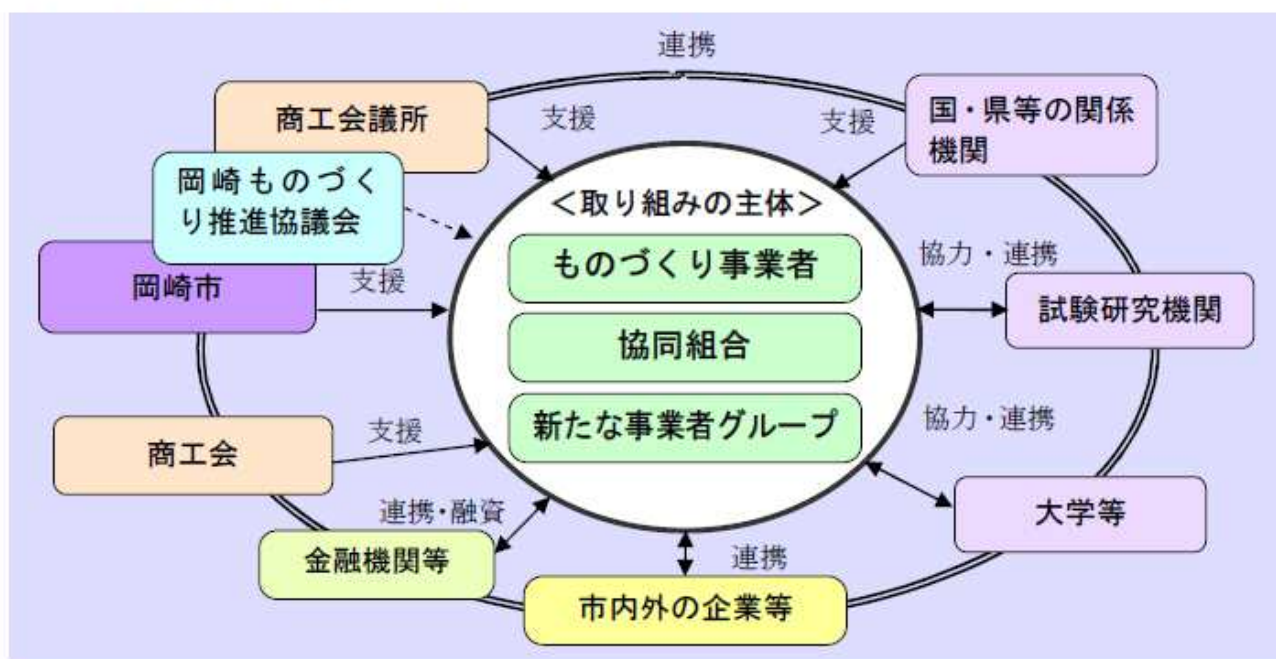 連携
商工会議所
支援
支援
国・県等の関係
機関
岡崎ものづく
り推進協議会
＜取り組みの主体＞
ものづくり事業者
協力・連携
岡崎市
支援
試験研究機関
協同組合
新たな事業者グループ
協力・連携
商工会
支援
連携・融資
大学等
金融機関等
連携
市内外の企業等